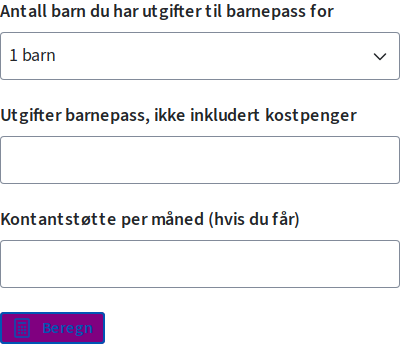 Antall barn du har utgifter til barnepass for
1 barn
Utgifter barnepass, ikke inkludert kostpenger
Kontantstøtte per måned (hvis du får)
Beregn